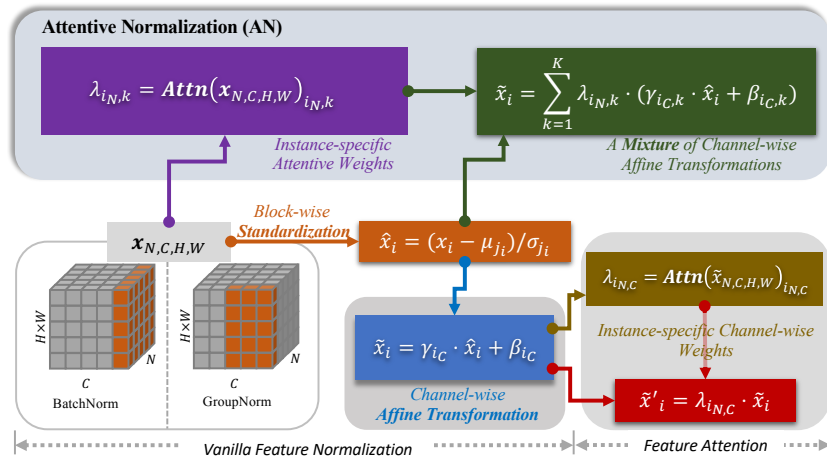 Attentive Normalization (AN)
λ_{i_N,k} = Attn(x_{N,C,H,W})_{i_N,k}
x̃_i = ∑_{k=1}^{K} λ_{i_N,k} · (γ_{i_C,k} · x̂_i + β_{i_C,k})
Instance-specific
Attentive Weights
A Mixture of Channel-wise
Affine Transformations
x_{N,C,H,W}
Block-wise
Standardization
x̂_i = (x_i − μ_{j_i})/σ_{j_i}
H×W
C
N
BatchNorm
H×W
C
N
GroupNorm
x̃_i = γ_{i_C} · x̂_i + β_{i_C}
Channel-wise
Affine Transformation
λ_{i_N,C} = Attn(x̃_{N,C,H,W})_{i_N,C}
Instance-specific Channel-wise
Weights
x̃'_i = λ_{i_N,C} · x̃_i
Vanilla Feature Normalization
Feature Attention